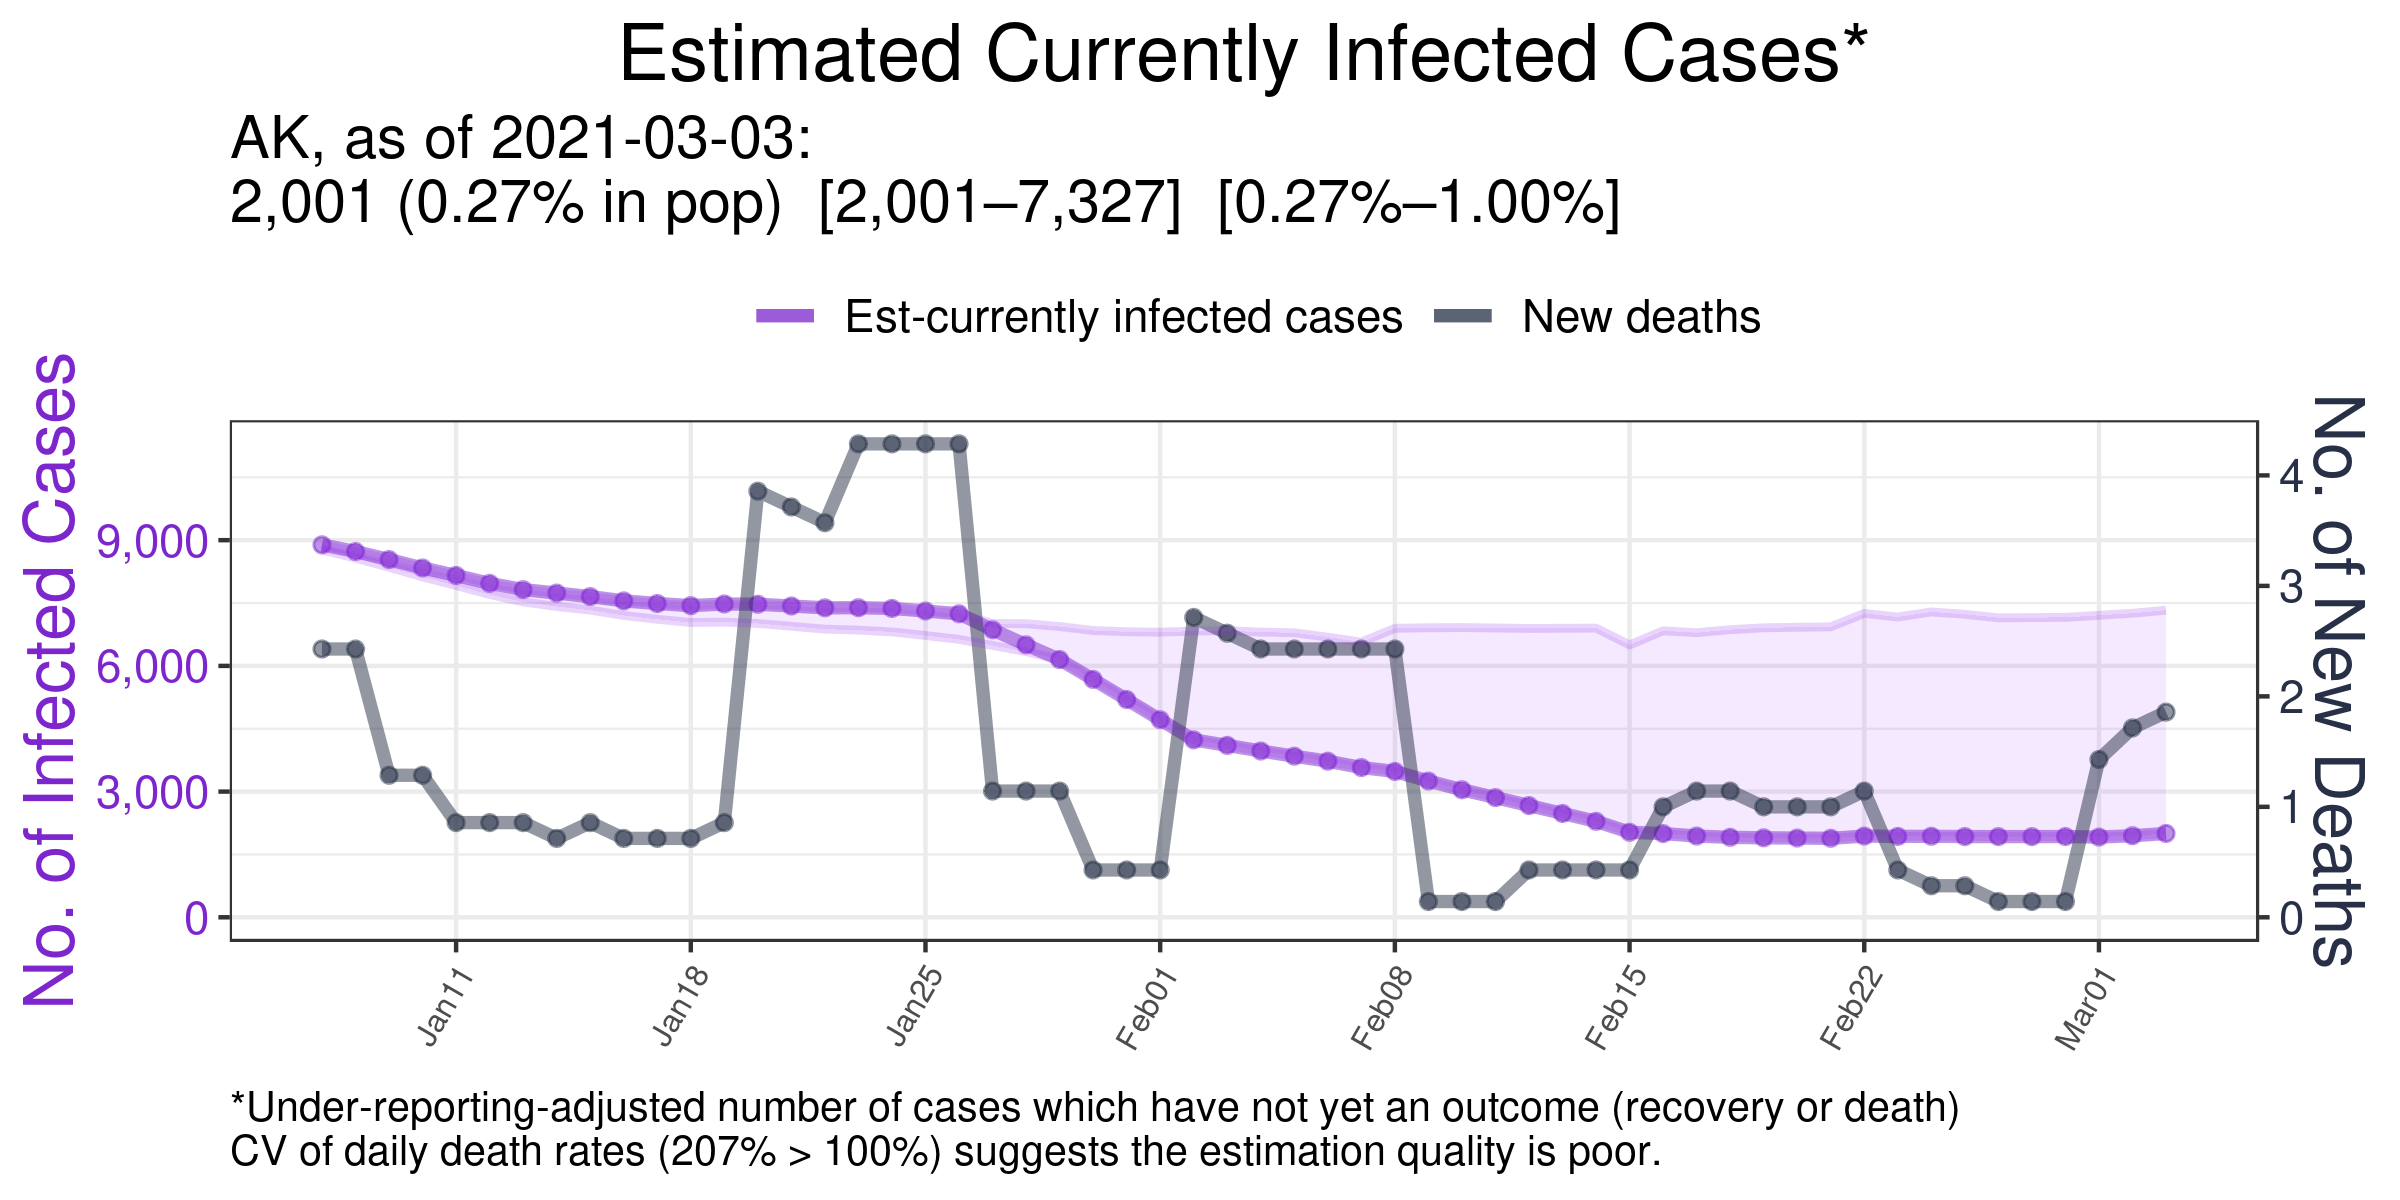 Estimated Currently Infected Cases*
AK, as of 2021-03-03:
2,001 (0.27% in pop) [2,001–7,327] [0.27%–1.00%]
Est-currently infected cases New deaths
No. of Infected Cases
9,000
6,000
3,000
0
4
3
2
1
0
No. of New Deaths
Jan11 Jan18 Jan25 Feb01 Feb08 Feb15 Feb22 Mar01
*Under-reporting-adjusted number of cases which have not yet an outcome (recovery or death)
CV of daily death rates (207% > 100%) suggests the estimation quality is poor.